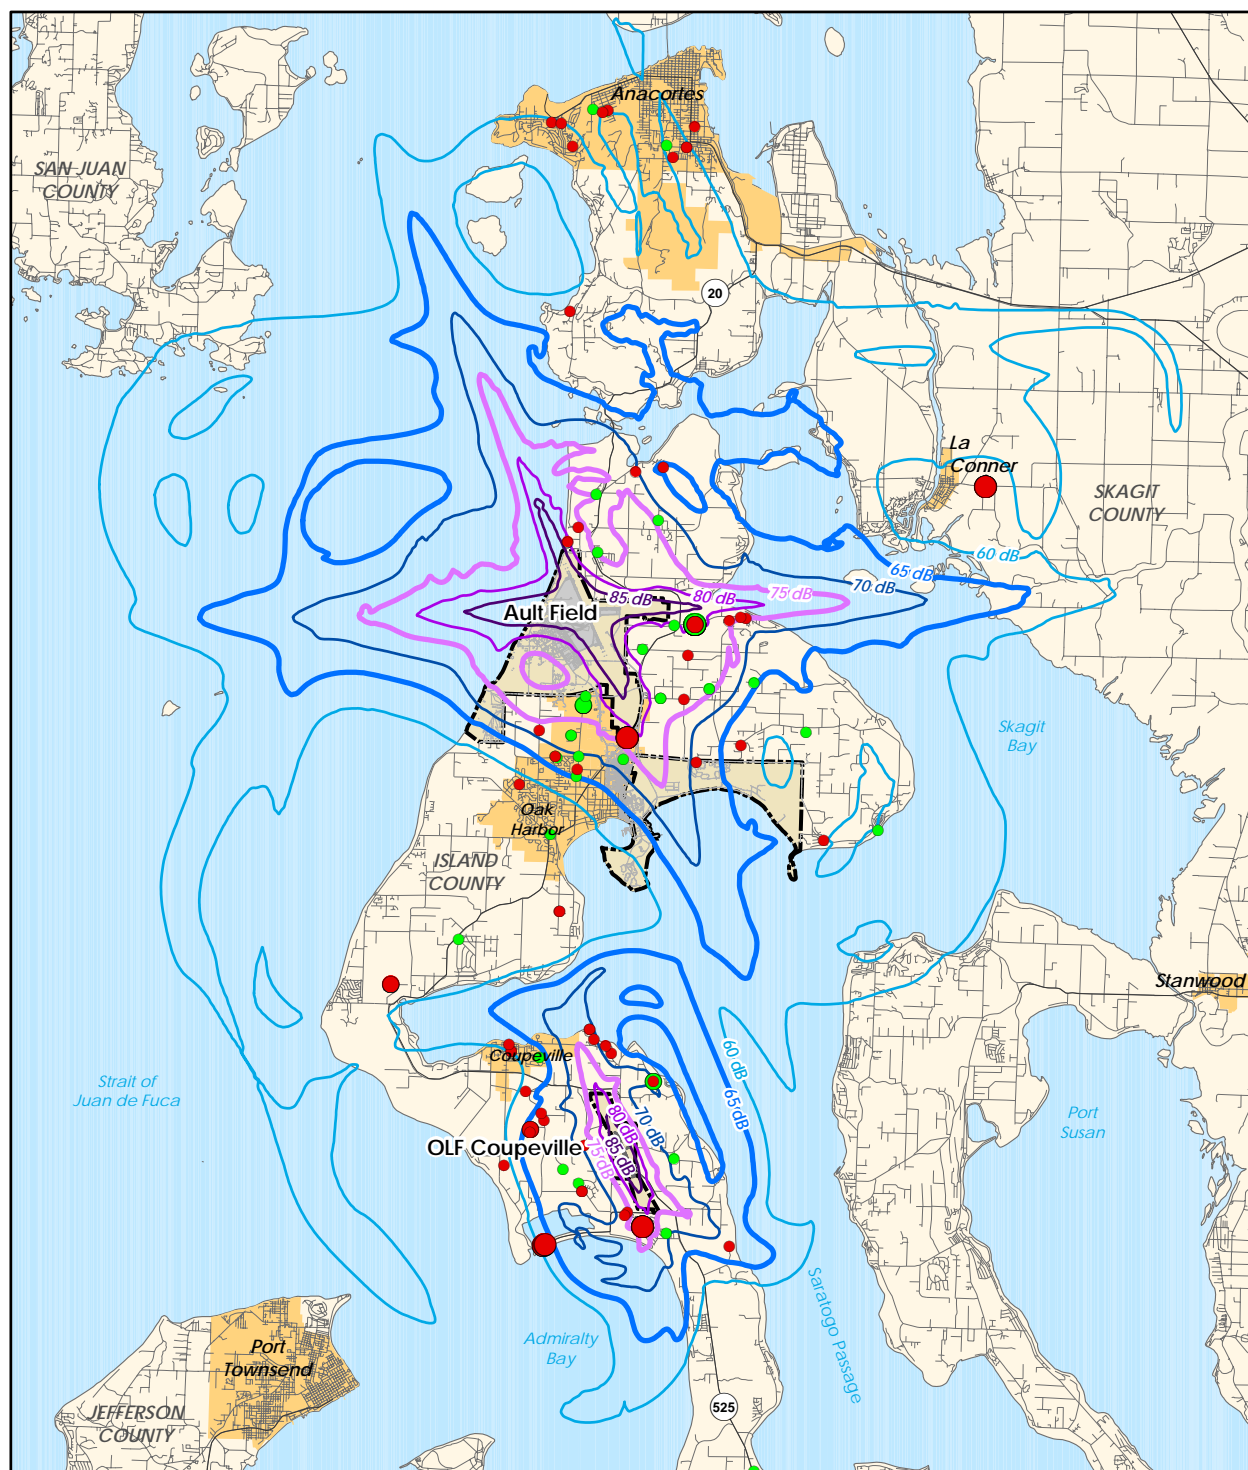 Anacortes
SAN JUAN
COUNTY
20
La
Conner
SKAGIT
COUNTY
60 dB
65 dB
70 dB
75 dB
80 dB
85 dB
Ault Field
Skagit
Bay
Oak
Harbor
ISLAND
COUNTY
Stanwood
Coupeville
60 dB
65 dB
Strait of
Juan de Fuca
80 dB
70 dB
Port
Susan
OLF Coupeville
75 dB
85 dB
Saratogo Passage
Admiralty
Bay
Port
Townsend
JEFFERSON
COUNTY
525